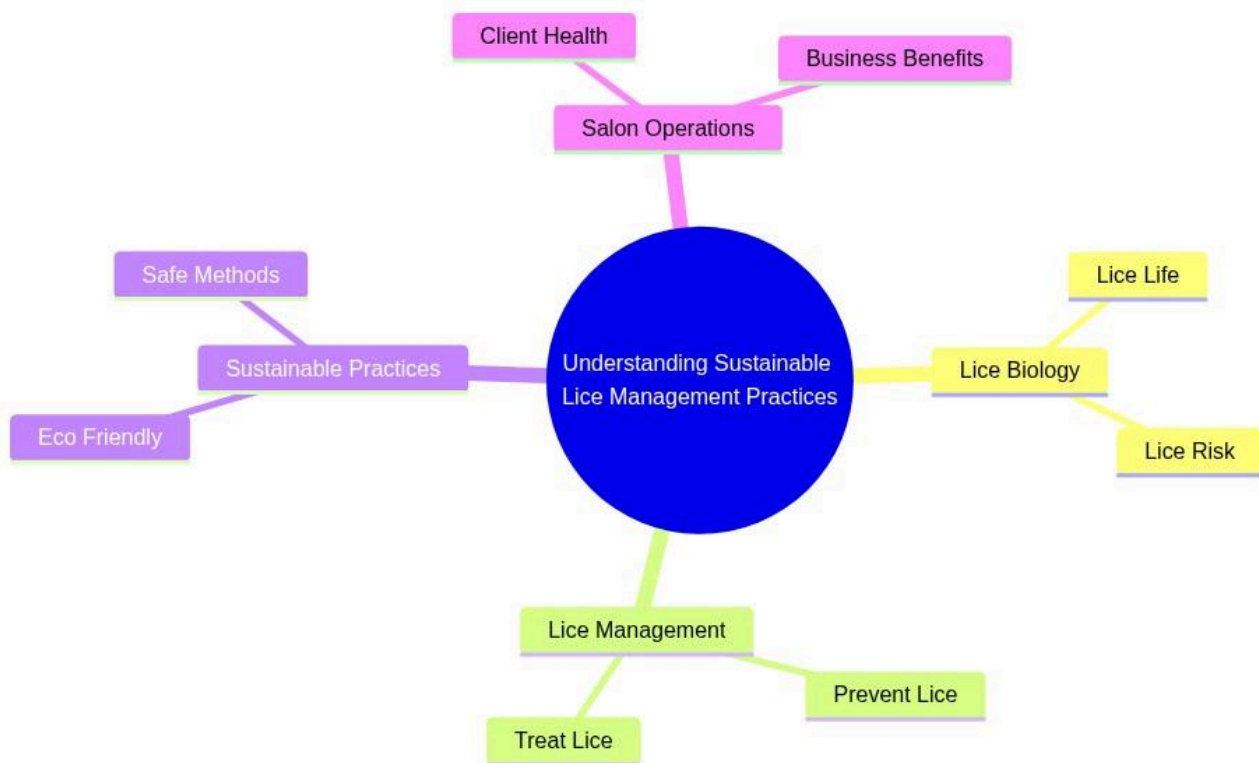 Client Health
Business Benefits
Salon Operations
Safe Methods
Lice Life
Sustainable Practices
Understanding Sustainable
Lice Management Practices
Lice Biology
Eco Friendly
Lice Risk
Lice Management
Prevent Lice
Treat Lice